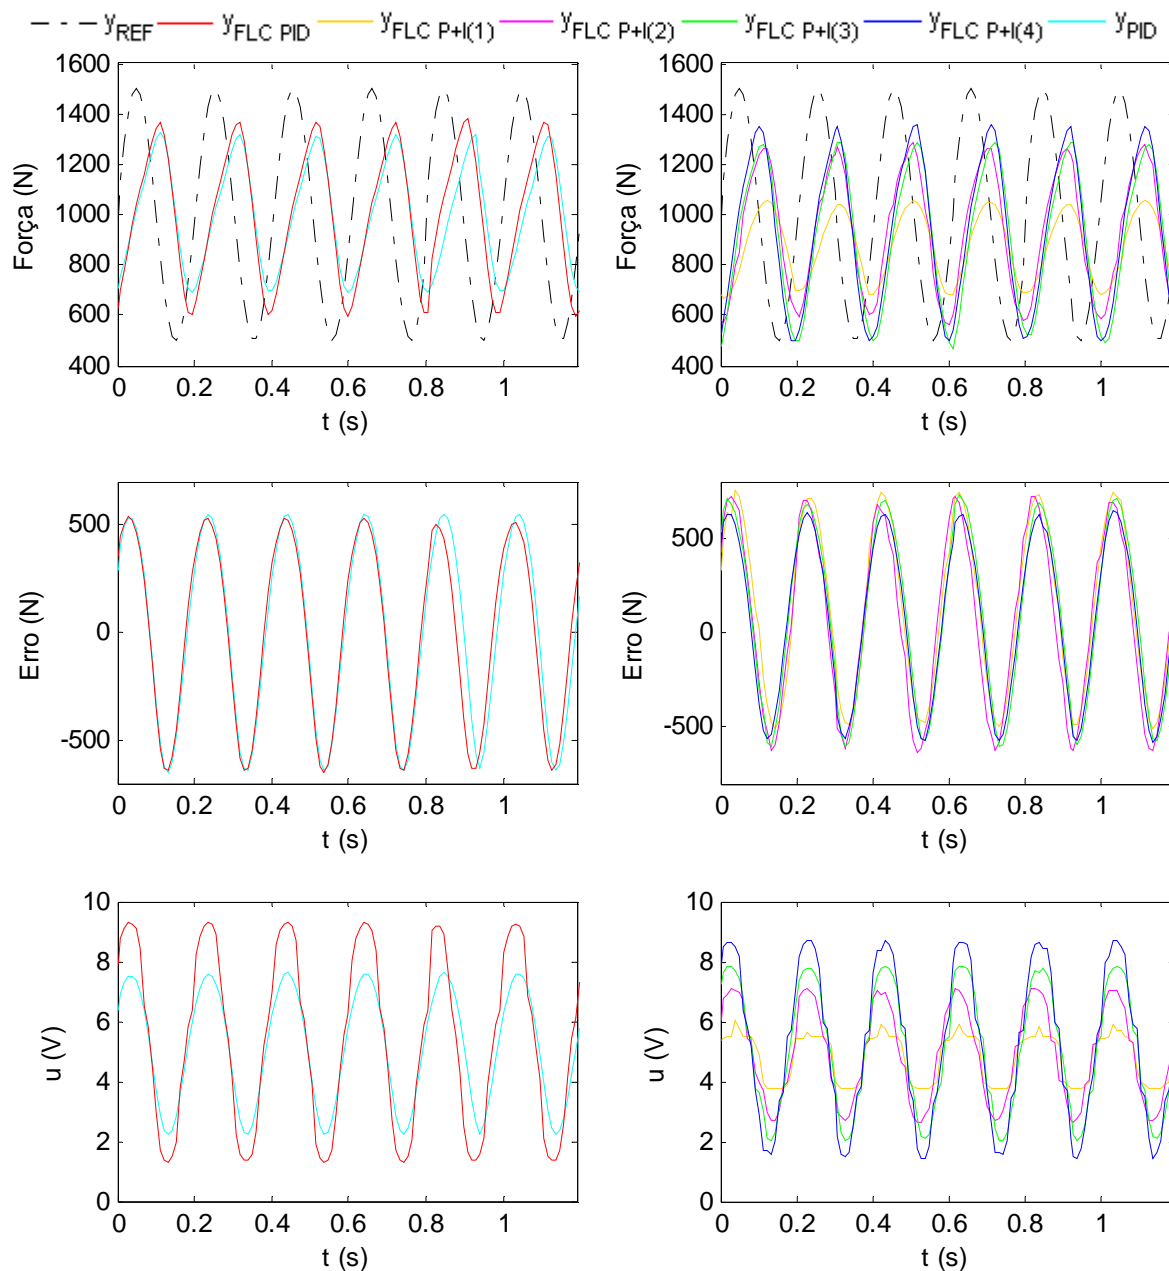 y_REF y_FLC PID y_FLC P+I(1) y_FLC P+I(2) y_FLC P+I(3) y_FLC P+I(4) y_PID
1600
1400
1200
1000
800
600
400
Força (N)
0 0.2 0.4 0.6 0.8 1
t (s)
1600
1400
1200
1000
800
600
400
Força (N)
0 0.2 0.4 0.6 0.8 1
t (s)
500
0
-500
Erro (N)
0 0.2 0.4 0.6 0.8 1
t (s)
500
0
-500
Erro (N)
0 0.2 0.4 0.6 0.8 1
t (s)
10
8
6
4
2
0
u (V)
0 0.2 0.4 0.6 0.8 1
t (s)
10
8
6
4
2
0
u (V)
0 0.2 0.4 0.6 0.8 1
t (s)